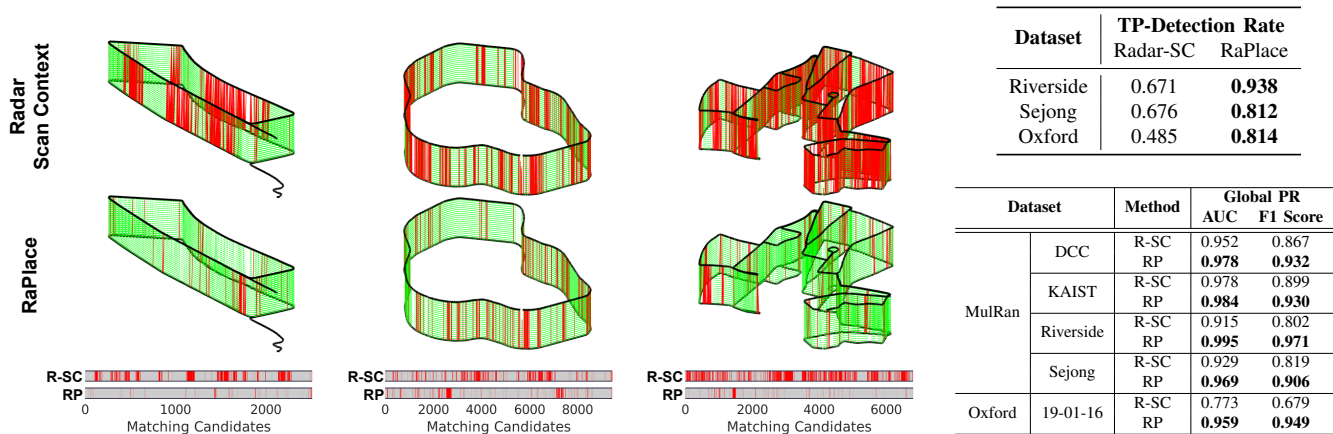 Radar
Scan Context
RaPlace
R-SC
RP
0 1000 2000
Matching Candidates
R-SC
RP
0 2000 4000 6000 8000
Matching Candidates
R-SC
RP
0 2000 4000 6000
Matching Candidates
Dataset TP-Detection Rate
Radar-SC RaPlace
Riverside 0.671 0.938
Sejong 0.676 0.812
Oxford 0.485 0.814
Dataset Method Global PR
AUC F1 Score
MulRan DCC R-SC 0.952 0.867
RP 0.978 0.932
KAIST R-SC 0.978 0.899
RP 0.984 0.930
Riverside R-SC 0.915 0.802
RP 0.995 0.971
Sejong R-SC 0.929 0.819
RP 0.969 0.906
Oxford 19-01-16 R-SC 0.773 0.679
RP 0.959 0.949